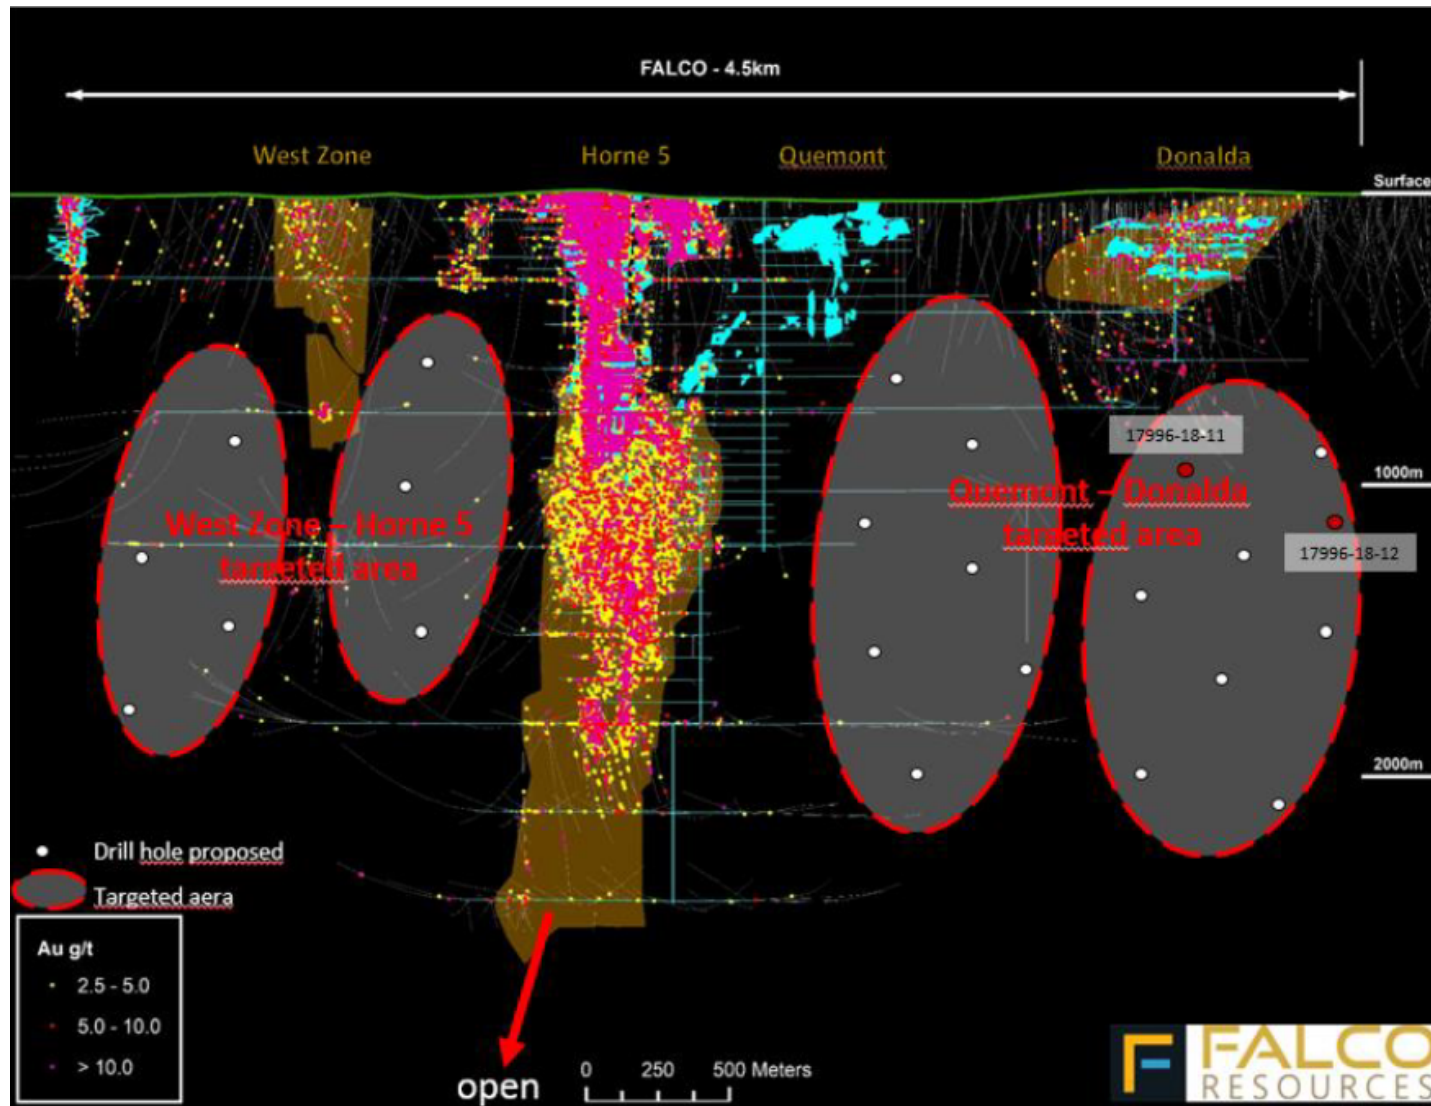 FALCO - 4.5km
West Zone
Horne 5
Quemont
Donalda
Surface
17996-18-11
1000m
West Zone – Horne 5
targeted area
Quemont – Donalda
targeted area
17996-18-12
2000m
Drill hole proposed
Targeted aera
Au g/t
2.5 - 5.0
5.0 - 10.0
> 10.0
open
0 250 500 Meters
FALCO
RESOURCES